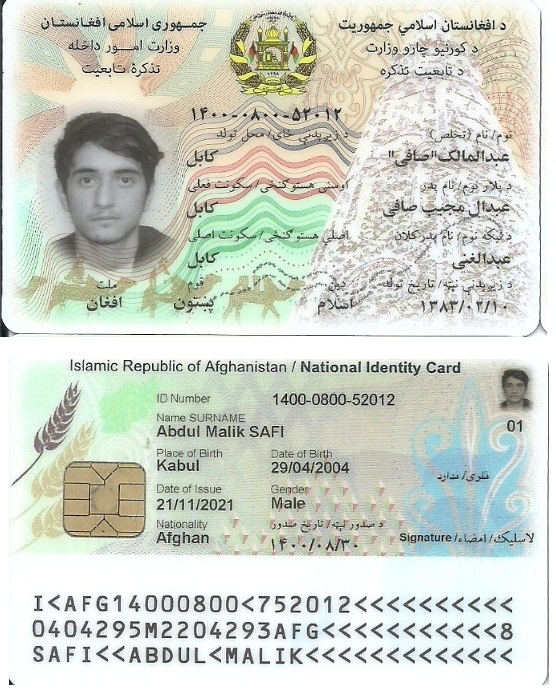 د افغانستان اسلامي جمهوریت
جمهوری اسلامی افغانستان
د کورنیو چارو وزارت
وزارت امور داخله
د تابعیت تذکره
تذکرهٔ تابعیت
۱۴۰۰-۰۸۰۰-۵۲۰۱۲
نوم/ نام (تخلص)
د زیږیدنې ځای/ محل تولد
عبدالمالک"صافی"
کابل
د پلار نوم/ نام پدر
اوسنی هستوګنځی/ سکونت فعلی
عبدال مجیب صافی
کابل
د نیکه نوم/ نام پدرکلان
اصلي هستوګنځی/ سکونت اصلی
عبدالغنی
کابل
د زیږیدنې نېټه/ تاریخ تولد
دین
قوم
ملت
۱۳۸۳/۰۲/۱۰
اسلام
پښتون
افغان
Islamic Republic of Afghanistan / National Identity Card
ID Number 1400-0800-52012
Name SURNAME
Abdul Malik SAFI
01
Place of Birth Date of Birth
Kabul 29/04/2004
نلري/ ندارد
Date of Issue Gender
21/11/2021 Male
Nationality د صدور نېټه/ تاریخ صدور
Afghan ۱۴۰۰/۰۸/۳۰
Signature /لاسلیک/ امضاء
I<AFG14000800<752012<<<<<<<<<<
0404295M2204293AFG<<<<<<<<<<<8
SAFI<<ABDUL<MALIK<<<<<<<<<<<<<